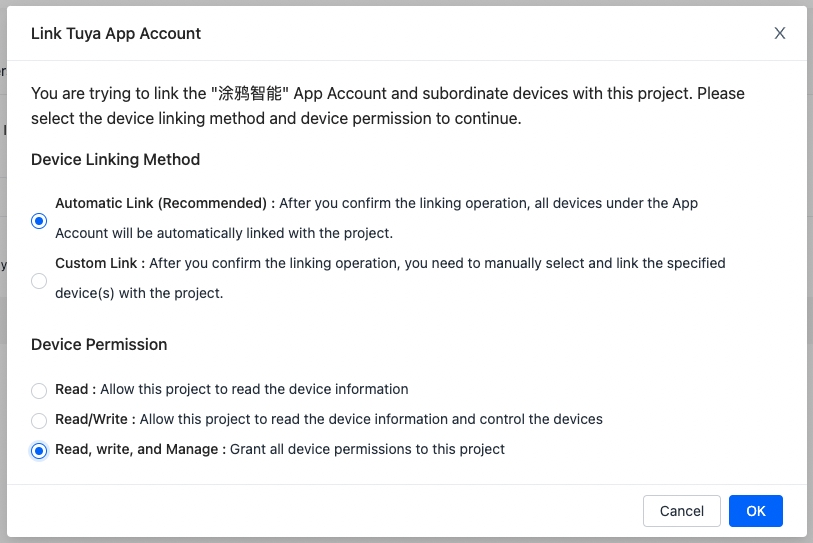 Link Tuya App Account
You are trying to link the "涂鸦智能" App Account and subordinate devices with this project. Please
select the device linking method and device permission to continue.
Device Linking Method
Automatic Link (Recommended) : After you confirm the linking operation, all devices under the App
Account will be automatically linked with the project.
Custom Link : After you confirm the linking operation, you need to manually select and link the specified
device(s) with the project.
Device Permission
Read : Allow this project to read the device information
Read/Write : Allow this project to read the device information and control the devices
Read, write, and Manage : Grant all device permissions to this project
Cancel
OK